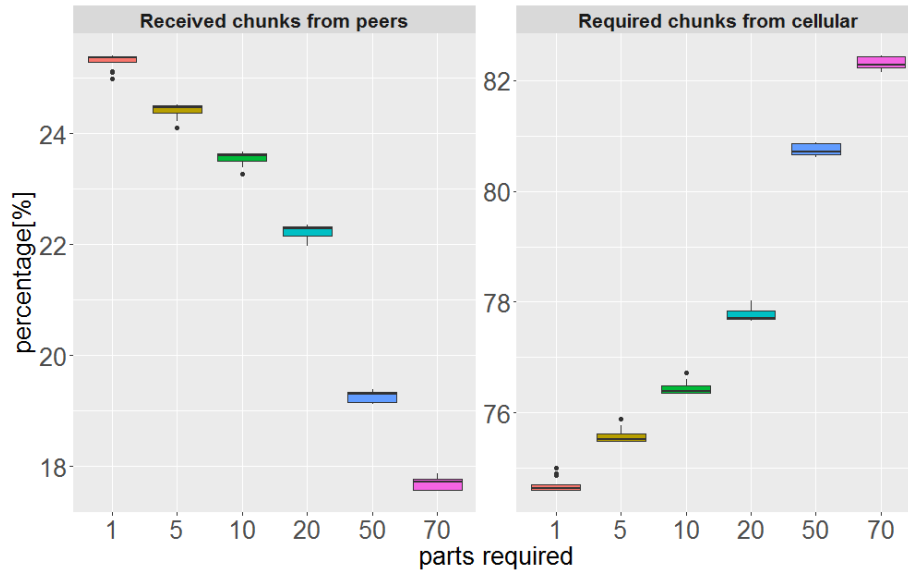 Received chunks from peers
Required chunks from cellular
percentage[%]
24
22
20
18
82
80
78
76
1 5 10 20 50 70
1 5 10 20 50 70
parts required